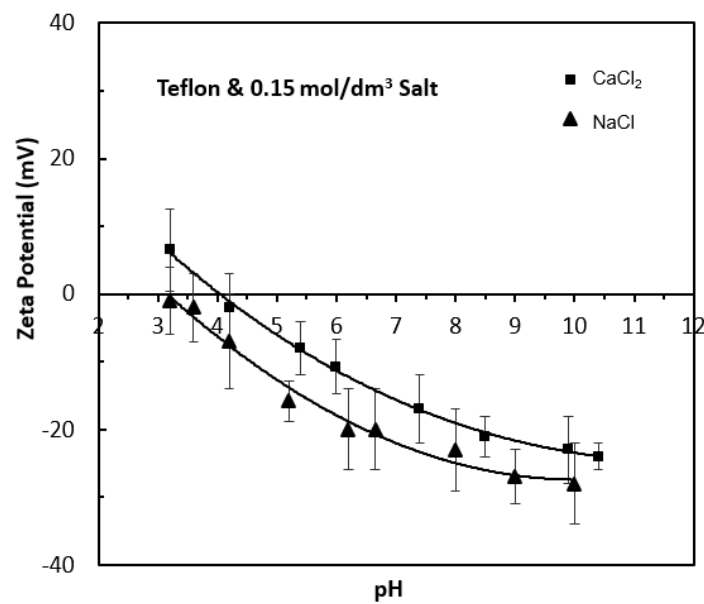 40
Teflon & 0.15 mol/dm³ Salt
CaCl₂
NaCl
20
0
2 3 4 5 6 7 8 9 10 11 12
-20
-40
Zeta Potential (mV)
pH